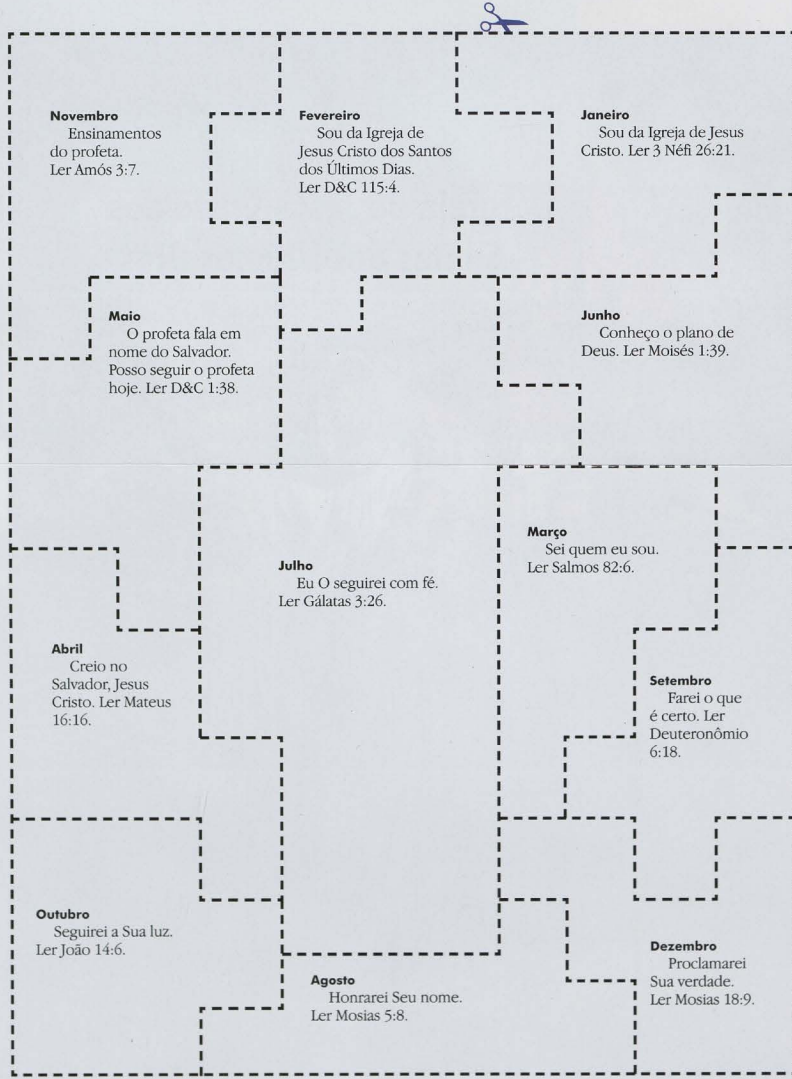 Novembro
Ensinamentos
do profeta.
Ler Amós 3:7.
Fevereiro
Sou da Igreja de
Jesus Cristo dos Santos
dos Últimos Dias.
Ler D&C 115:4.
Janeiro
Sou da Igreja de Jesus
Cristo. Ler 3 Néfi 26:21.
Maio
O profeta fala em
nome do Salvador.
Posso seguir o profeta
hoje. Ler D&C 1:38.
Junho
Conheço o plano de
Deus. Ler Moisés 1:39.
Julho
Eu O seguirei com fé.
Ler Gálatas 3:26.
Março
Sei quem eu sou.
Ler Salmos 82:6.
Abril
Creio no
Salvador, Jesus
Cristo. Ler Mateus
16:16.
Setembro
Farei o que
é certo. Ler
Deuteronômio
6:18.
Outubro
Seguirei a Sua luz.
Ler João 14:6.
Agosto
Honrarei Seu nome.
Ler Mosias 5:8.
Dezembro
Proclamarei
Sua verdade.
Ler Mosias 18:9.